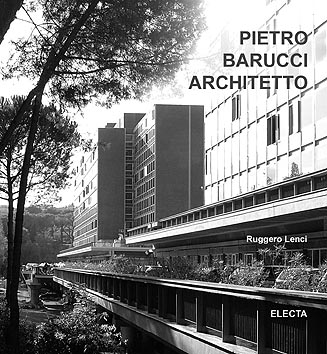 PIETRO
BARUCCI
ARCHITETTO
Ruggero Lenci
ELECTA